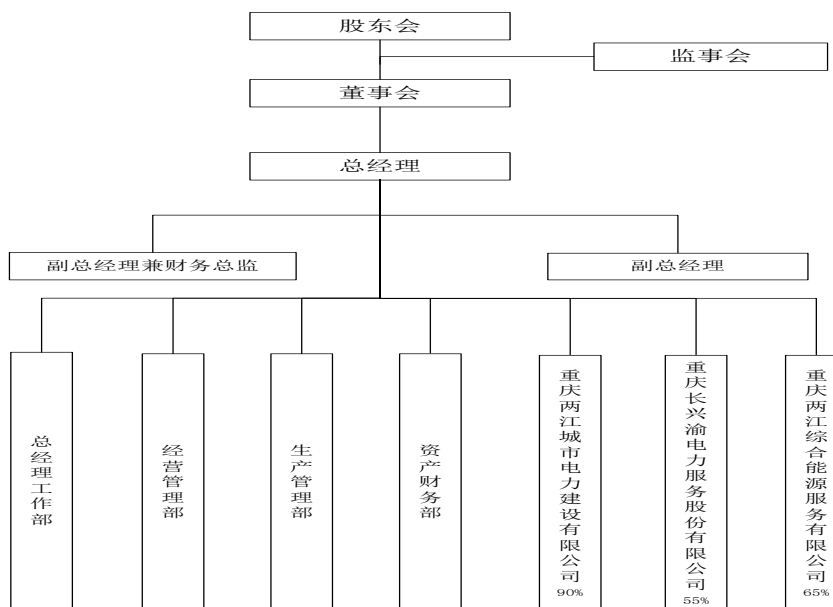 股东会
监事会
董事会
总经理
副总经理兼财务总监
副总经理
总经理工作部
经营管理部
生产管理部
资产财务部
重庆两江城市电力建设有限公司
90%
重庆长兴渝电力服务股份有限公司
55%
重庆两江综合能源服务有限公司
65%